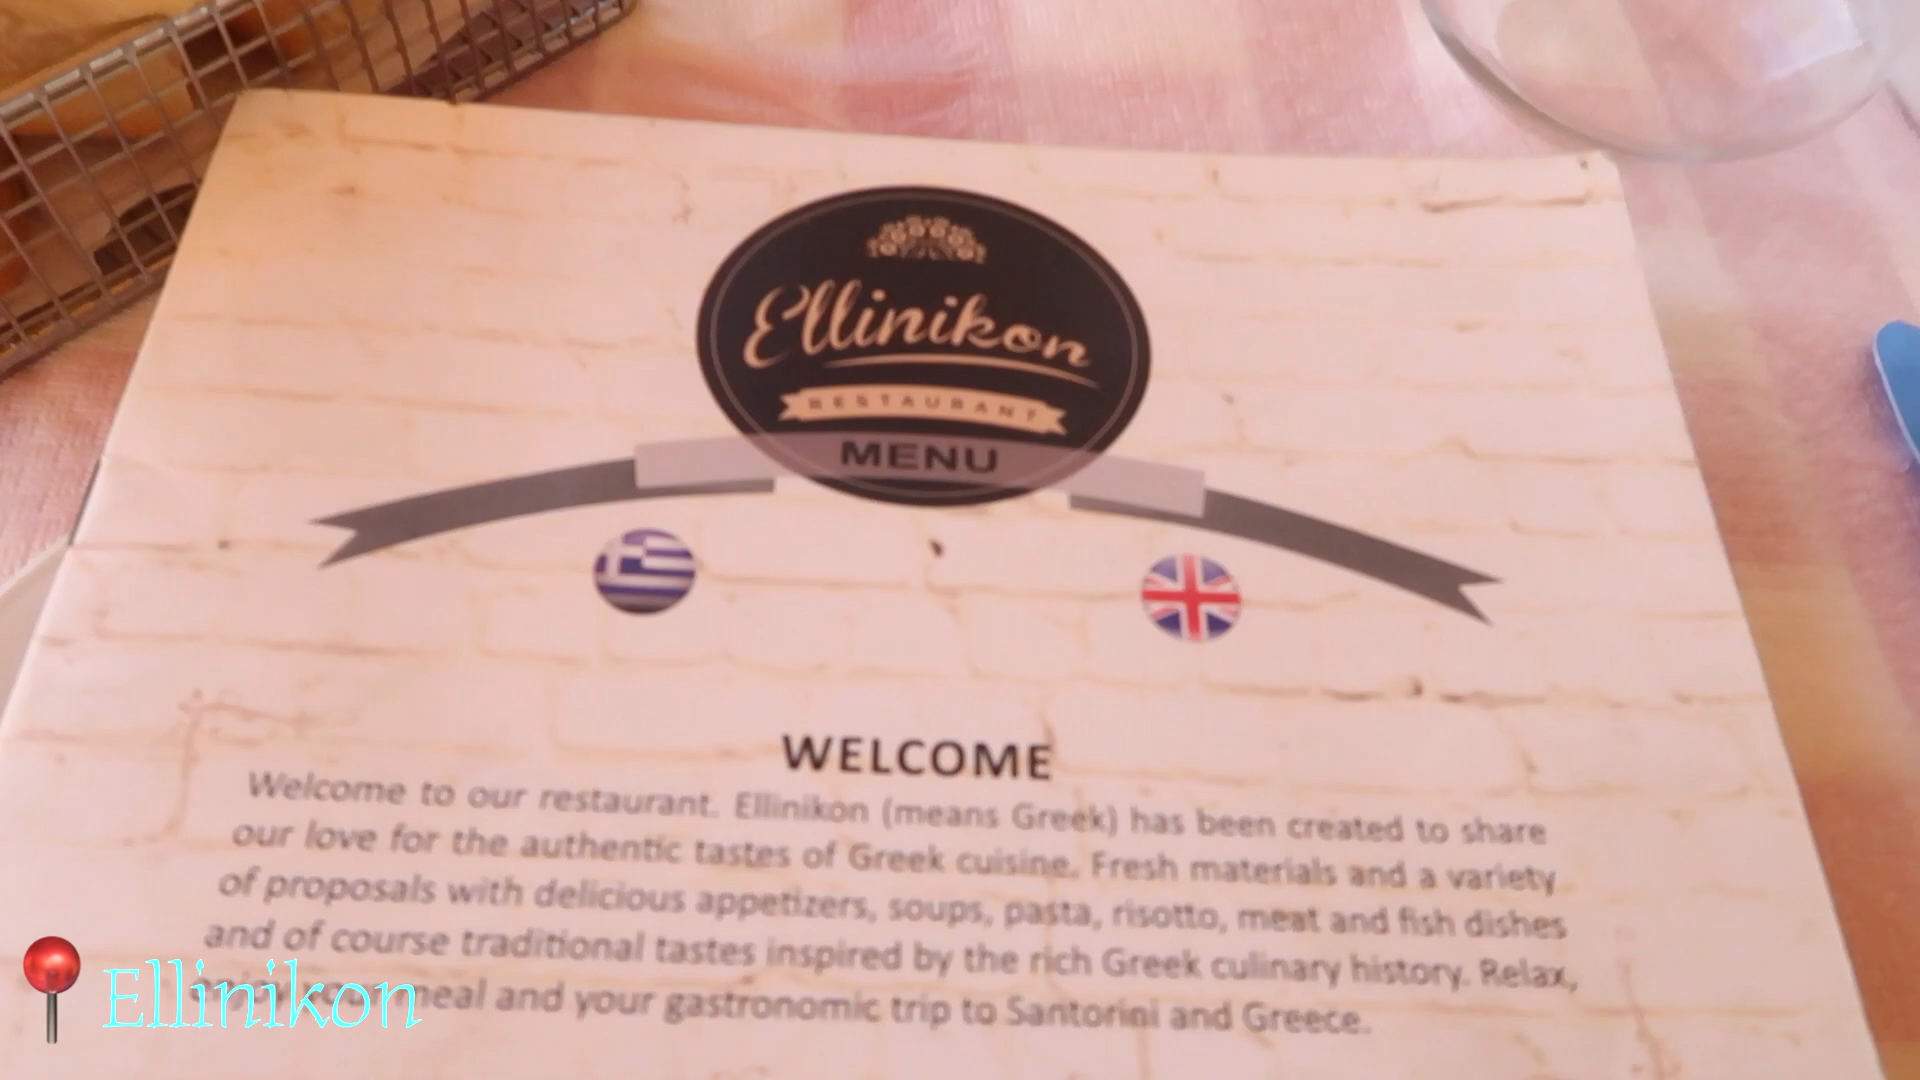 Ellinikon
RESTAURANT
MENU
WELCOME
Welcome to our restaurant. Ellinikon (means Greek) has been created to share
our love for the authentic tastes of Greek cuisine. Fresh materials and a variety
of proposals with delicious appetizers, soups, pasta, risotto, meat and fish dishes
and of course traditional tastes inspired by the rich Greek culinary history. Relax,
enjoy your meal and your gastronomic trip to Santorini and Greece.
Ellinikon